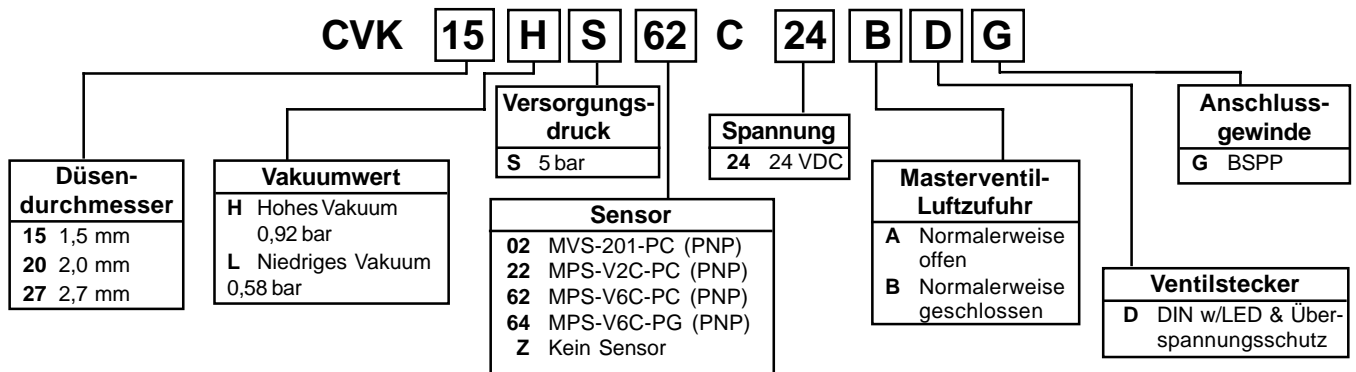 CVK 15 H S 62 C 24 B D G
Düsen-
durchmesser
15 1,5 mm
20 2,0 mm
27 2,7 mm
Vakuumwert
H Hohes Vakuum
0,92 bar
L Niedriges Vakuum
0,58 bar
Versorgungs-
druck
S 5 bar
Sensor
02 MVS-201-PC (PNP)
22 MPS-V2C-PC (PNP)
62 MPS-V6C-PC (PNP)
64 MPS-V6C-PG (PNP)
Z Kein Sensor
Spannung
24 24 VDC
Masterventil-
Luftzufuhr
A Normalerweise
offen
B Normalerweise
geschlossen
Ventilstecker
D DIN w/LED & Über-
spannungsschutz
Anschluss-
gewinde
G BSPP